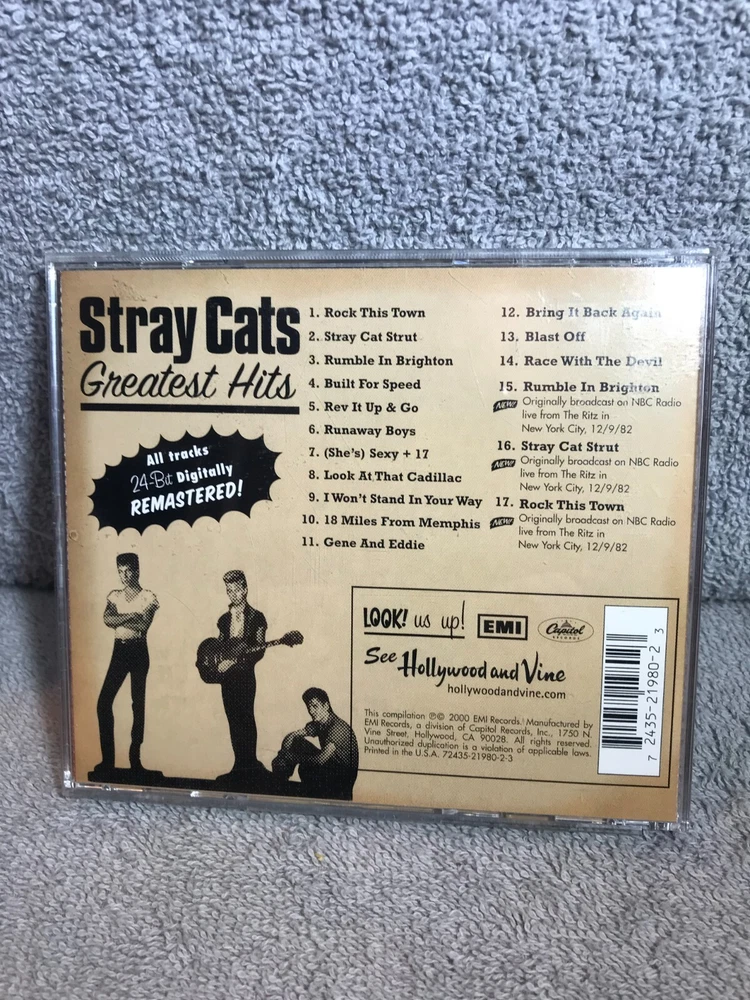 Stray Cats
Greatest Hits
All tracks
24-Bit Digitally
REMASTERED!
1. Rock This Town
2. Stray Cat Strut
3. Rumble In Brighton
4. Built For Speed
5. Rev It Up & Go
6. Runaway Boys
7. (She's) Sexy + 17
8. Look At That Cadillac
9. I Won't Stand In Your Way
10. 18 Miles From Memphis
11. Gene And Eddie
12. Bring It Back Again
13. Blast Off
14. Race With The Devil
15. Rumble In Brighton
NEW! Originally broadcast on NBC Radio
live from The Ritz in
New York City, 12/9/82
16. Stray Cat Strut
NEW! Originally broadcast on NBC Radio
live from The Ritz in
New York City, 12/9/82
17. Rock This Town
NEW! Originally broadcast on NBC Radio
live from The Ritz in
New York City, 12/9/82
LOOK! us up! EMI Capitol
RECORDS
See Hollywood and Vine
hollywoodandvine.com
This compilation ℗© 2000 EMI Records. Manufactured by
EMI Records, a division of Capitol Records, Inc., 1750 N.
Vine Street, Hollywood, CA 90028. All rights reserved.
Unauthorized duplication is a violation of applicable laws.
Printed in the U.S.A. 72435-21980-2-3
7 2435-21980-2 3